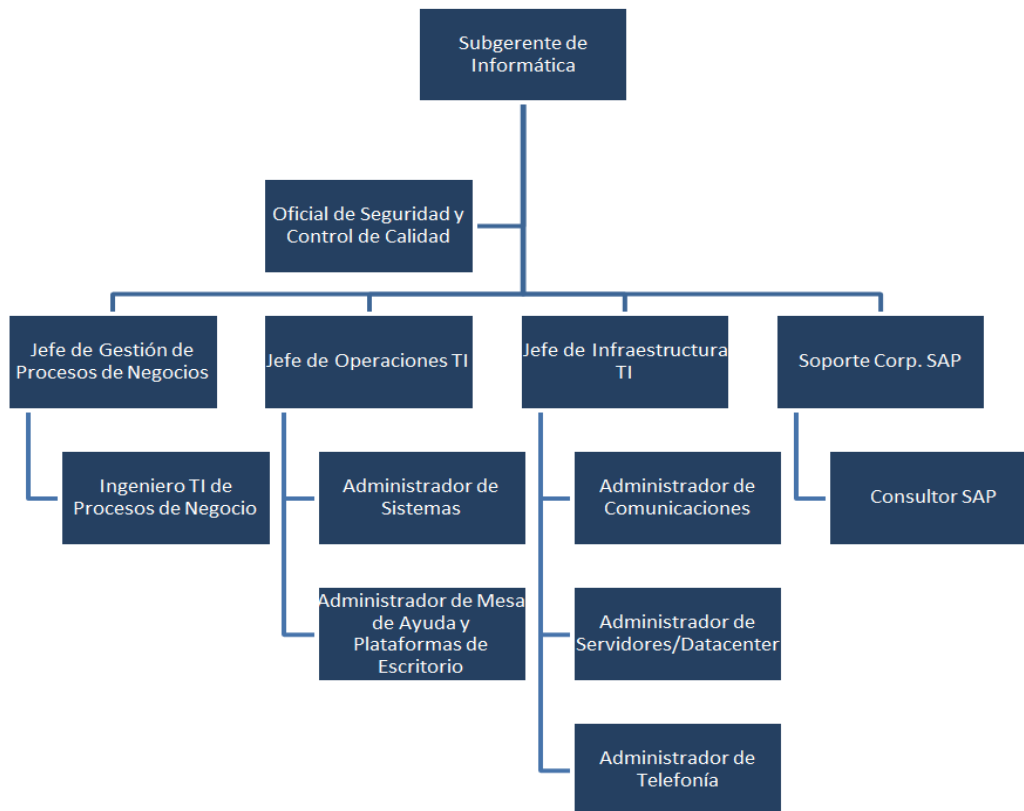 Subgerente de
Informática
Oficial de Seguridad y
Control de Calidad
Jefe de Gestión de
Procesos de Negocios
Jefe de Operaciones TI
Jefe de Infraestructura
TI
Soporte Corp. SAP
Ingeniero TI de
Procesos de Negocio
Administrador de
Sistemas
Administrador de
Comunicaciones
Consultor SAP
Administrador de Mesa
de Ayuda y
Plataformas de
Escritorio
Administrador de
Servidores/Datacenter
Administrador de
Telefonía